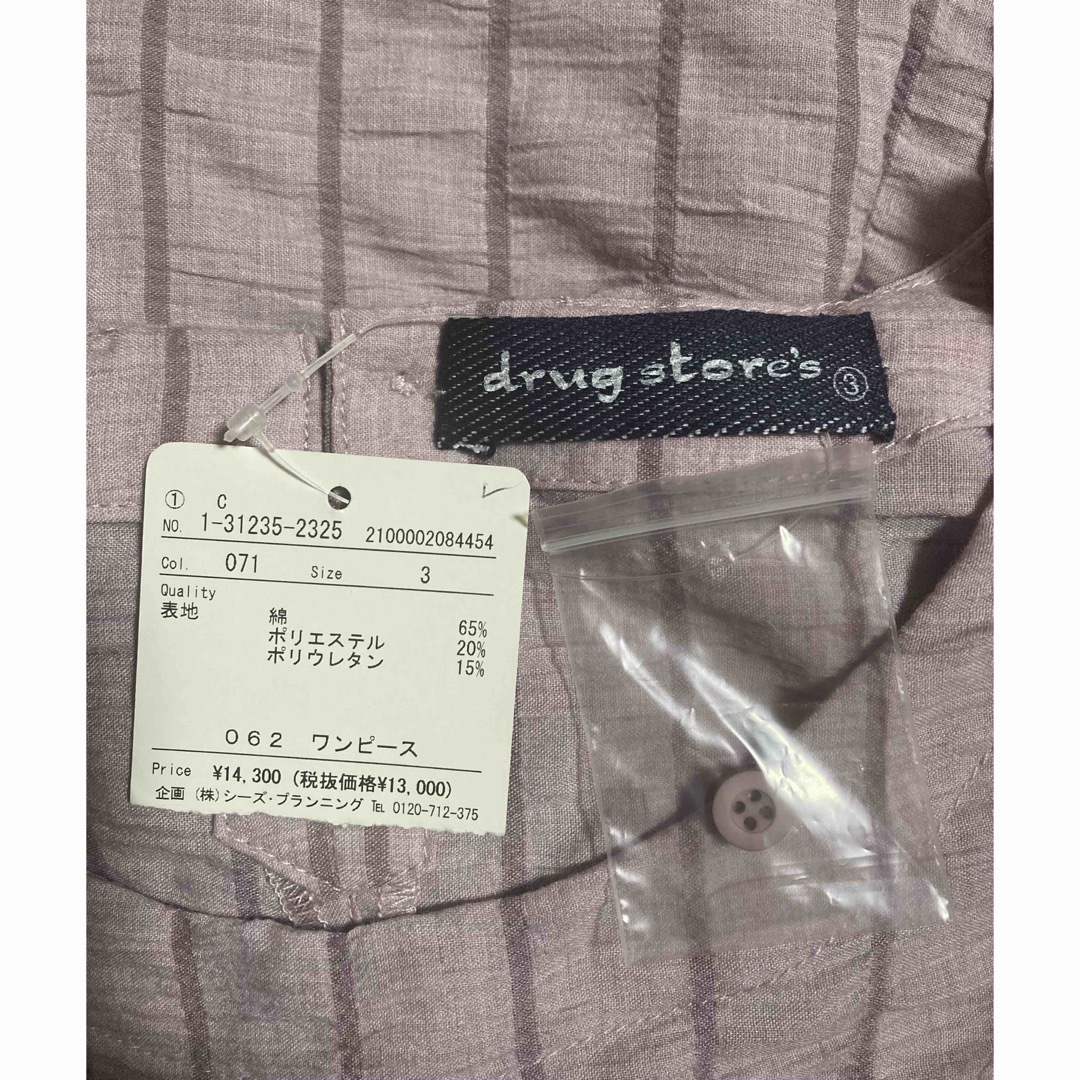 drug store's ③
① C
NO. 1-31235-2325 2100002084454
Col. 071 Size 3
Quality
表地 綿 65%
ポリエステル 20%
ポリウレタン 15%
062 ワンピース
Price ¥14,300 (税抜価格¥13,000)
企画 (株)シーズ・プランニング ℡ 0120-712-375